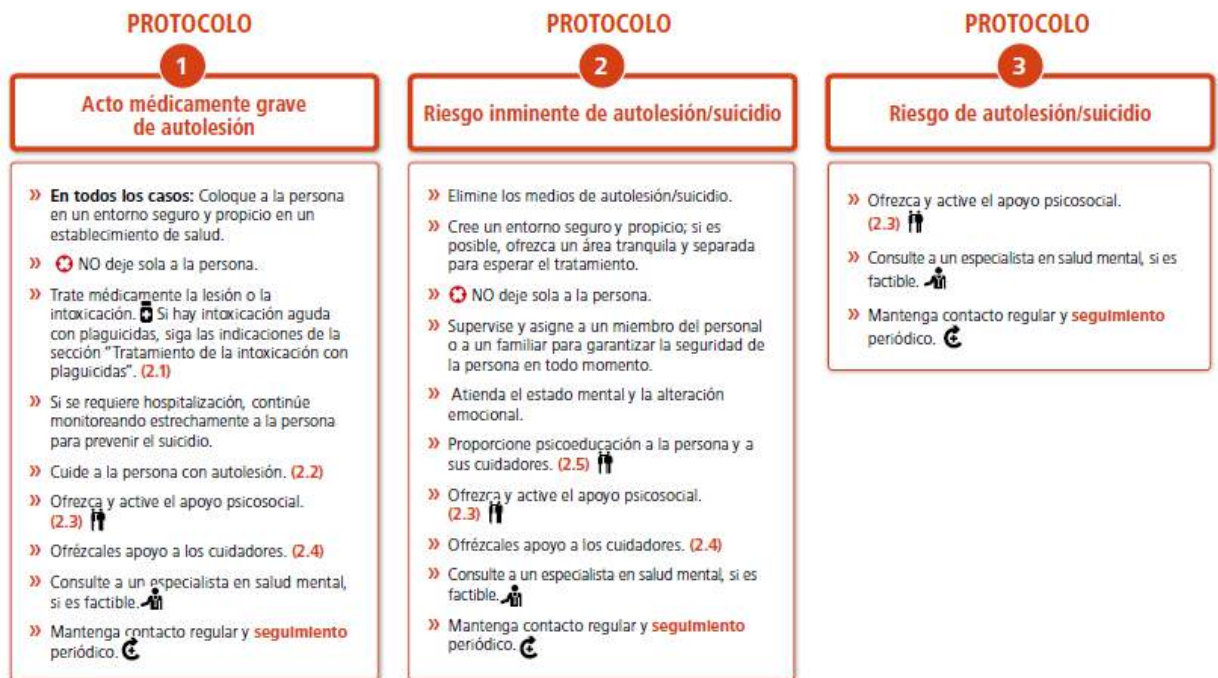 PROTOCOLO
1
Acto médicamente grave
de autolesión
» En todos los casos: Coloque a la persona
en un entorno seguro y propicio en un
establecimiento de salud.
» NO deje sola a la persona.
» Trate médicamente la lesión o la
intoxicación. Si hay intoxicación aguda
con plaguicidas, siga las indicaciones de la
sección "Tratamiento de la intoxicación con
plaguicidas". (2.1)
» Si se requiere hospitalización, continúe
monitoreando estrechamente a la persona
para prevenir el suicidio.
» Cuide a la persona con autolesión. (2.2)
» Ofrezca y active el apoyo psicosocial.
(2.3)
» Ofrézcales apoyo a los cuidadores. (2.4)
» Consulte a un especialista en salud mental,
si es factible.
» Mantenga contacto regular y seguimiento
periódico.
PROTOCOLO
2
Riesgo inminente de autolesión/suicidio
» Elimine los medios de autolesión/suicidio.
» Cree un entorno seguro y propicio; si es
posible, ofrezca un área tranquila y separada
para esperar el tratamiento.
» NO deje sola a la persona.
» Supervise y asigne a un miembro del personal
o a un familiar para garantizar la seguridad de
la persona en todo momento.
» Atienda el estado mental y la alteración
emocional.
» Proporcione psicoeducación a la persona y a
sus cuidadores. (2.5)
» Ofrezca y active el apoyo psicosocial.
(2.3)
» Ofrézcales apoyo a los cuidadores. (2.4)
» Consulte a un especialista en salud mental, si es
factible.
» Mantenga contacto regular y seguimiento
periódico.
PROTOCOLO
3
Riesgo de autolesión/suicidio
» Ofrezca y active el apoyo psicosocial.
(2.3)
» Consulte a un especialista en salud mental, si es
factible.
» Mantenga contacto regular y seguimiento
periódico.